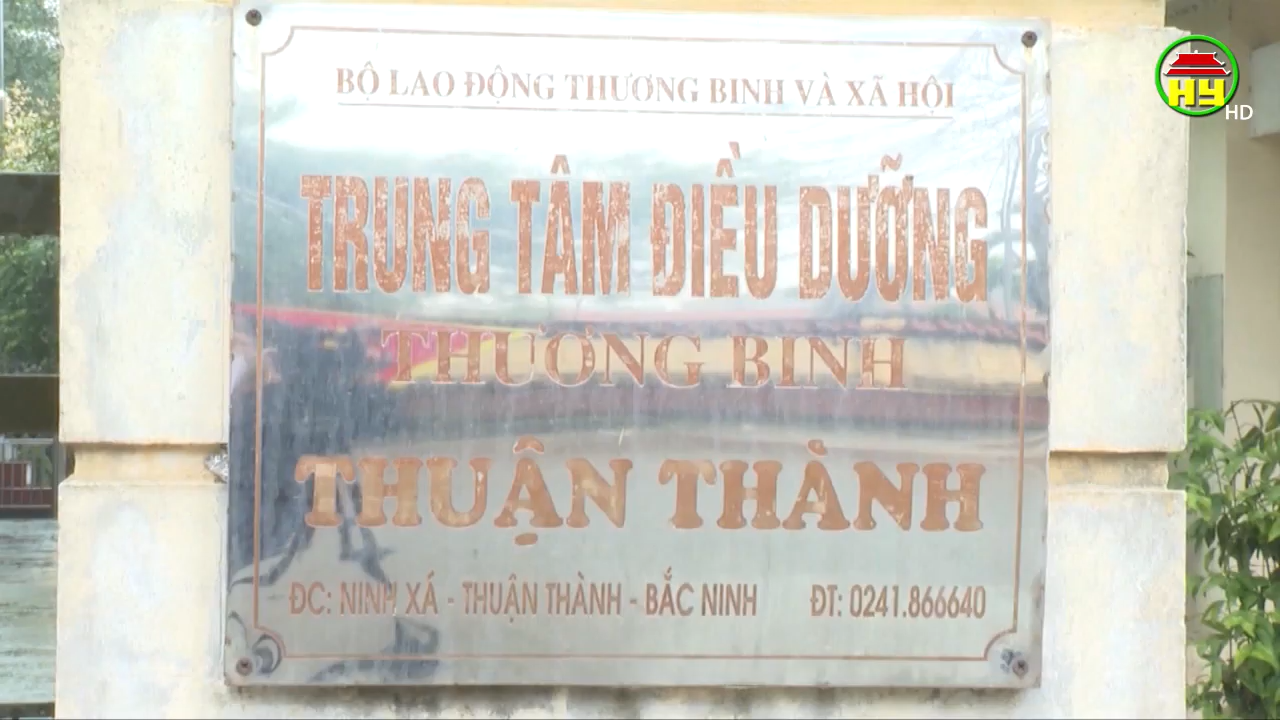 BỘ LAO ĐỘNG THƯƠNG BINH VÀ XÃ HỘI
TRUNG TÂM ĐIỀU DƯỠNG
THƯƠNG BINH
THUẬN THÀNH
ĐC: NINH XÁ - THUẬN THÀNH - BẮC NINH ĐT: 0241.866640
HY HD